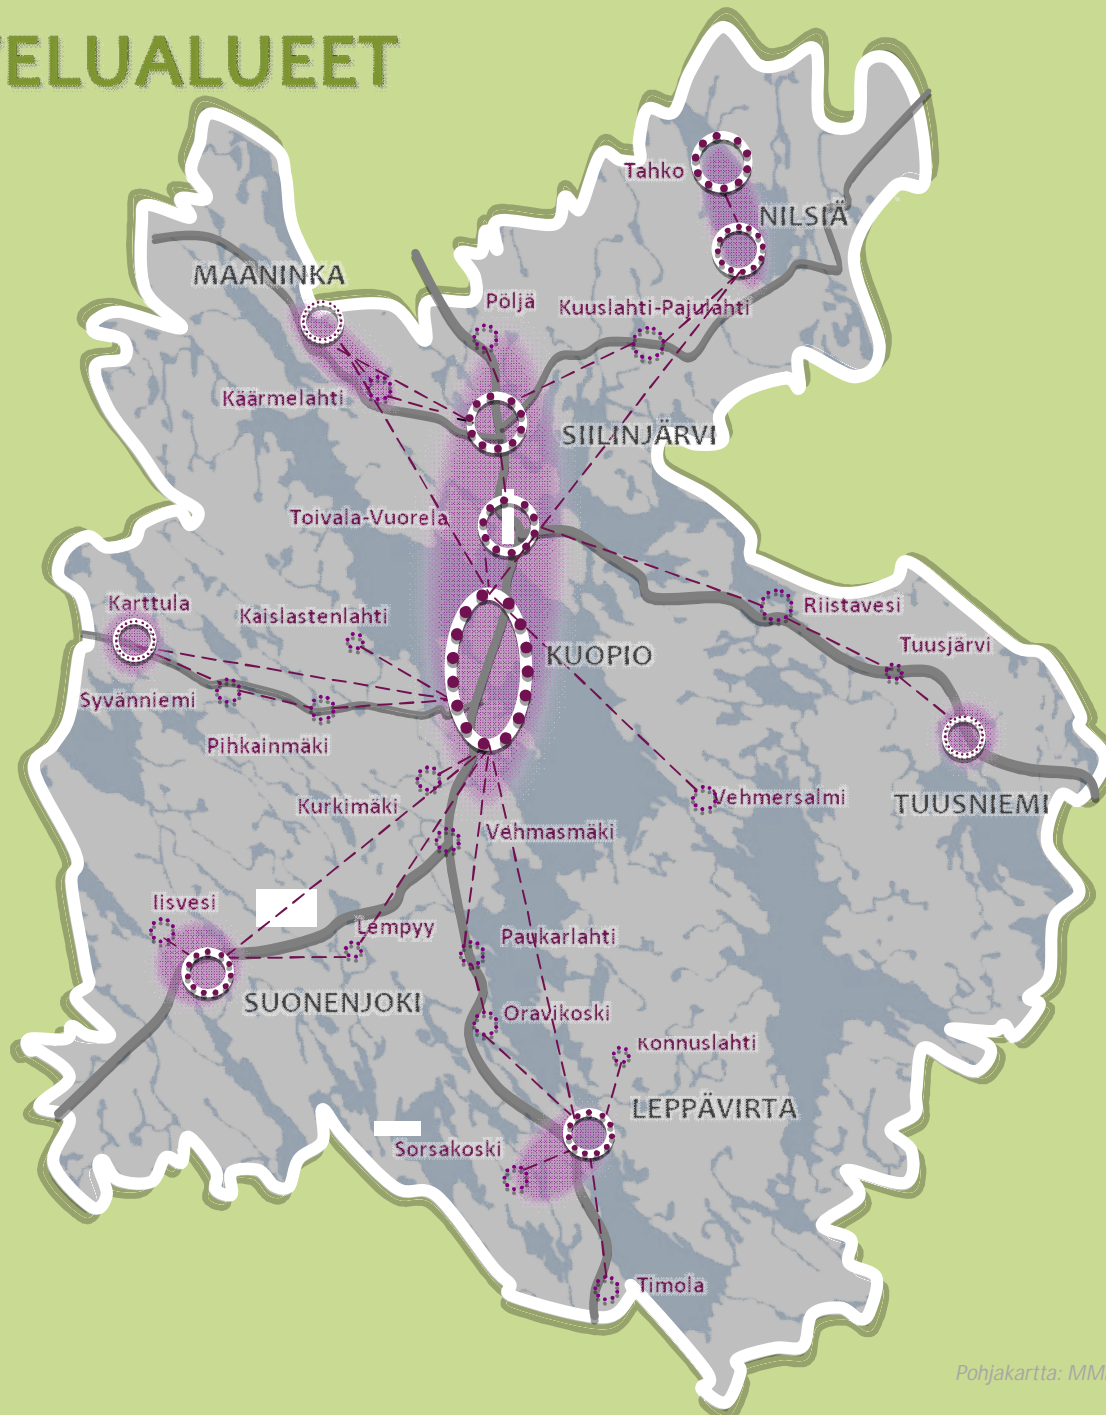 ELUALUEET
Tahko
NILSIÄ
MAANINKA
Pöljä
Kuuslahti-Pajulahti
Käärmelahti
SIILINJÄRVI
Toivala-Vuorela
Karttula
Kaislastenlahti
Riistavesi
Tuusjärvi
KUOPIO
Syvänniemi
Pihkainmäki
Kurkimäki
Vehmersalmi
TUUSNIEMI
Vehmasmäki
Iisvesi
Lempyy
Paukarlahti
SUONENJOKI
Oravikoski
Konnuslahti
LEPPÄVIRTA
Sorsakoski
Timola
Pohjakartta: MM